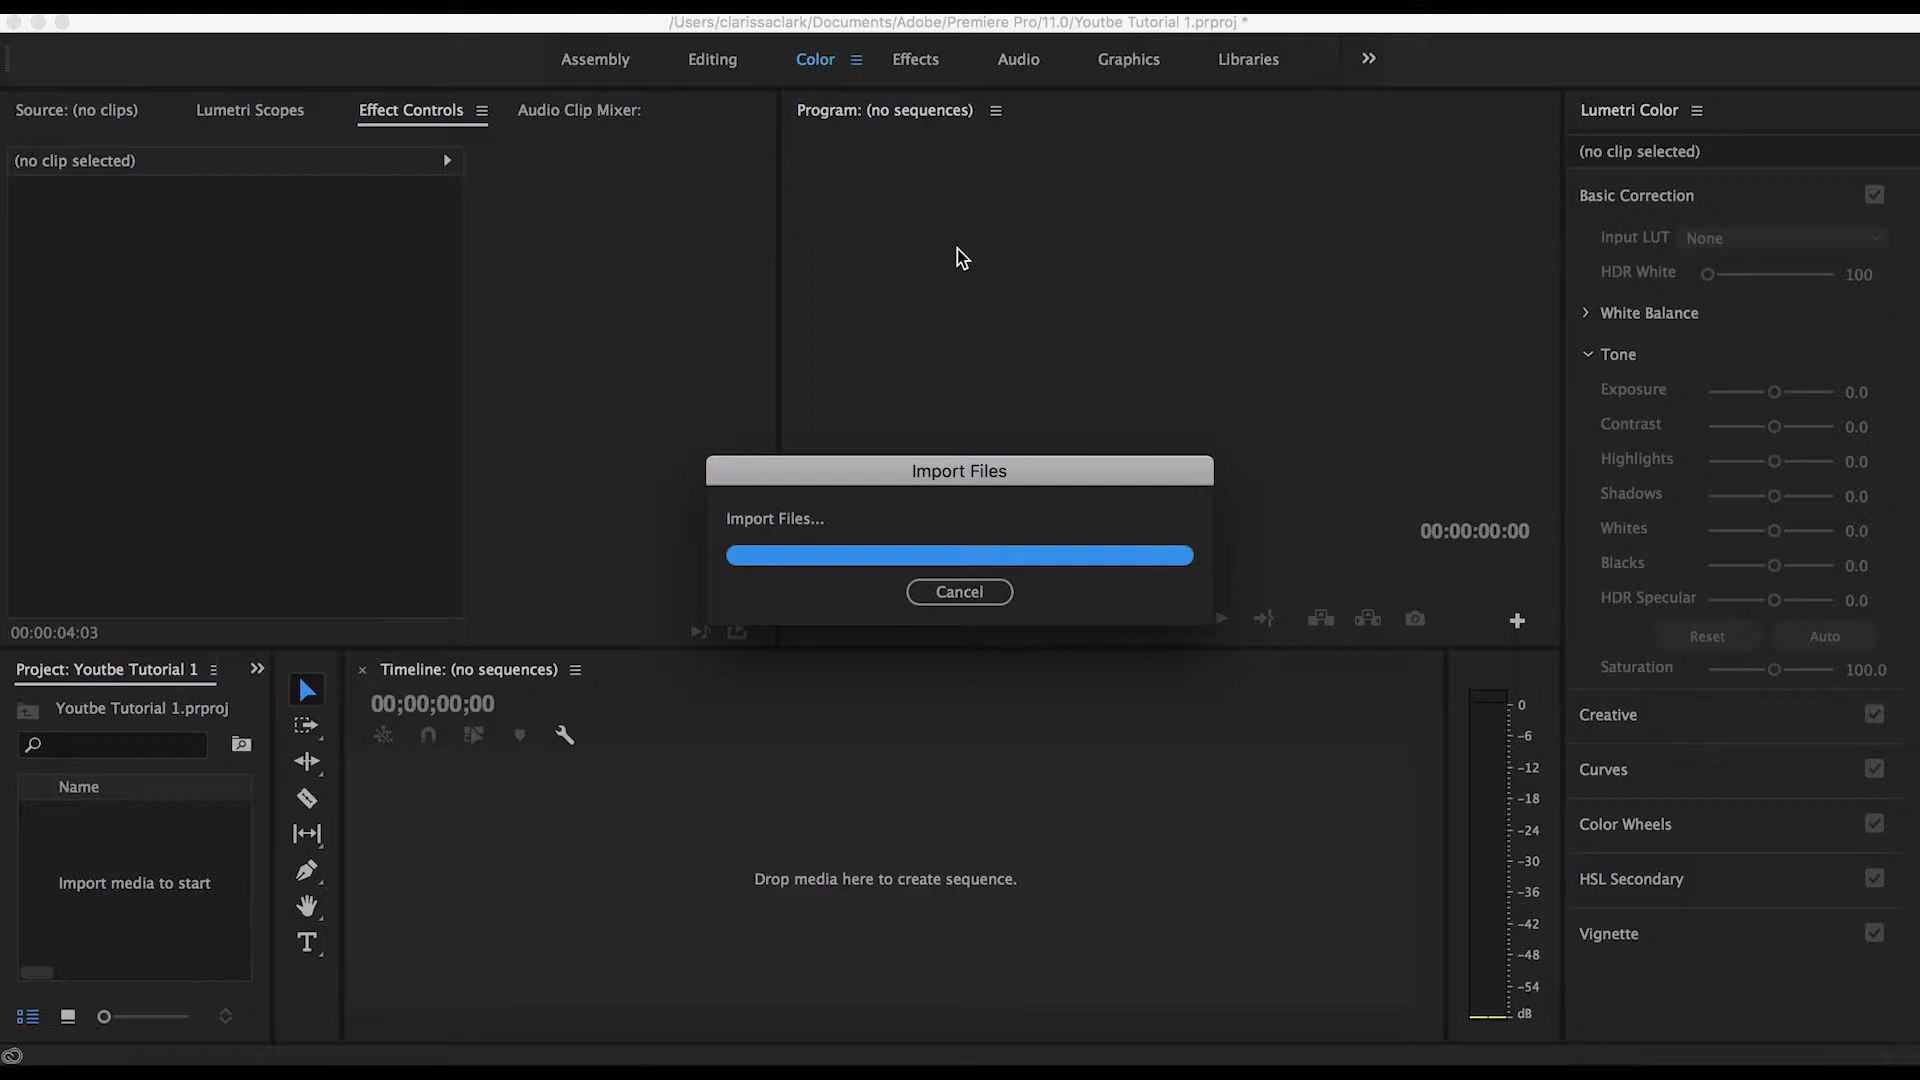 /Users/clarissaclark/Documents/Adobe/Premiere Pro/11.0/Youtbe Tutorial 1.prproj *
Assembly Editing Color Effects Audio Graphics Libraries
Source: (no clips) Lumetri Scopes Effect Controls Audio Clip Mixer:
(no clip selected)
00:00:04:03
Program: (no sequences)
00:00:00:00
Import Files
Import Files...
Cancel
Lumetri Color
(no clip selected)
Basic Correction
Input LUT None
HDR White 100
White Balance
Tone
Exposure 0.0
Contrast 0.0
Highlights 0.0
Shadows 0.0
Whites 0.0
Blacks 0.0
HDR Specular 0.0
Reset Auto
Saturation 100.0
Creative
Curves
Color Wheels
HSL Secondary
Vignette
Project: Youtbe Tutorial 1
Youtbe Tutorial 1.prproj
Name
Import media to start
Timeline: (no sequences)
00;00;00;00
Drop media here to create sequence.
0
-6
-12
-18
-24
-30
-36
-42
-48
-54
dB